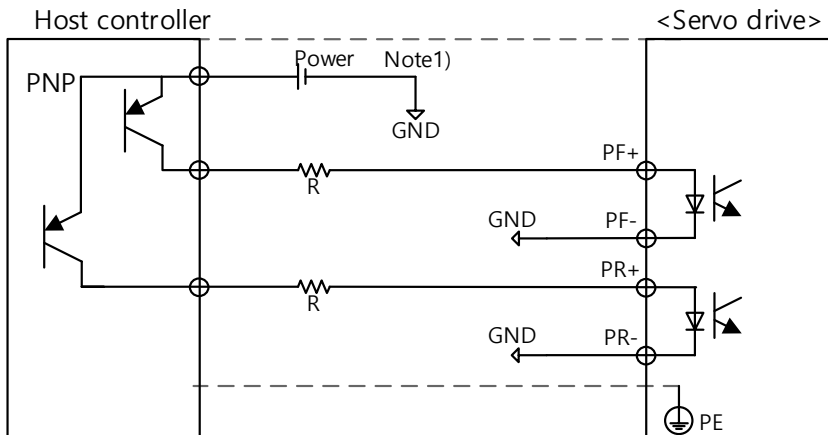 Host controller
<Servo drive>
Power Note1)
PNP
GND
PF+
R
GND
PF-
PR+
R
GND
PR-
PE